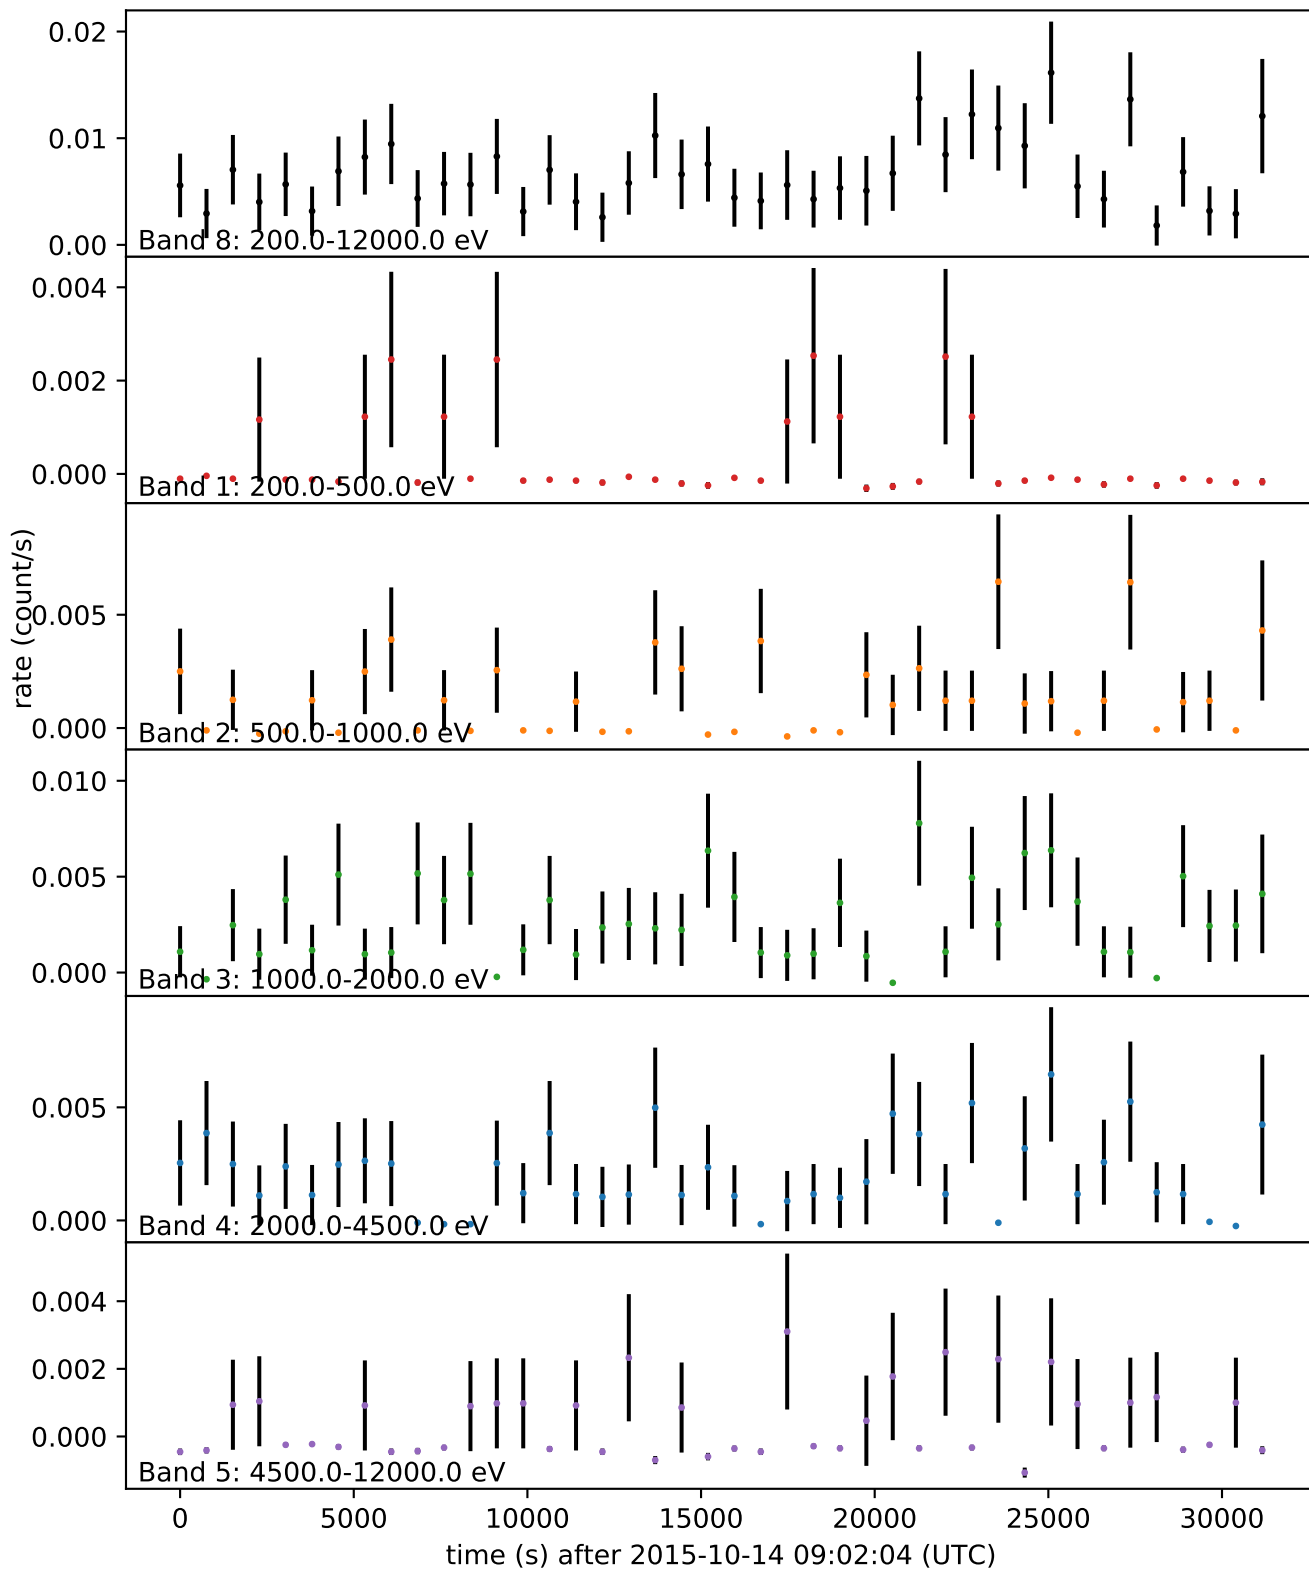 0.02
0.01
0.00
Band 8: 200.0-12000.0 eV
0.004
0.002
0.000
Band 1: 200.0-500.0 eV
rate (count/s)
0.005
0.000
Band 2: 500.0-1000.0 eV
0.010
0.005
0.000
Band 3: 1000.0-2000.0 eV
0.005
0.000
Band 4: 2000.0-4500.0 eV
0.004
0.002
0.000
Band 5: 4500.0-12000.0 eV
0 5000 10000 15000 20000 25000 30000
time (s) after 2015-10-14 09:02:04 (UTC)